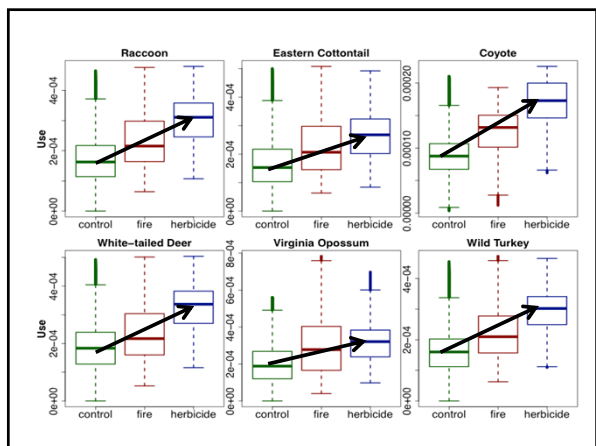 Raccoon
Eastern Cottontail
Coyote
Use
0e+00 2e−04 4e−04
0e+00 2e−04 4e−04
0.00000 0.00010 0.00020
control fire herbicide
control fire herbicide
control fire herbicide
White−tailed Deer
Virginia Opossum
Wild Turkey
Use
0e+00 2e−04 4e−04
0e+00 2e−04 4e−04 6e−04 8e−04
0e+00 2e−04 4e−04
control fire herbicide
control fire herbicide
control fire herbicide